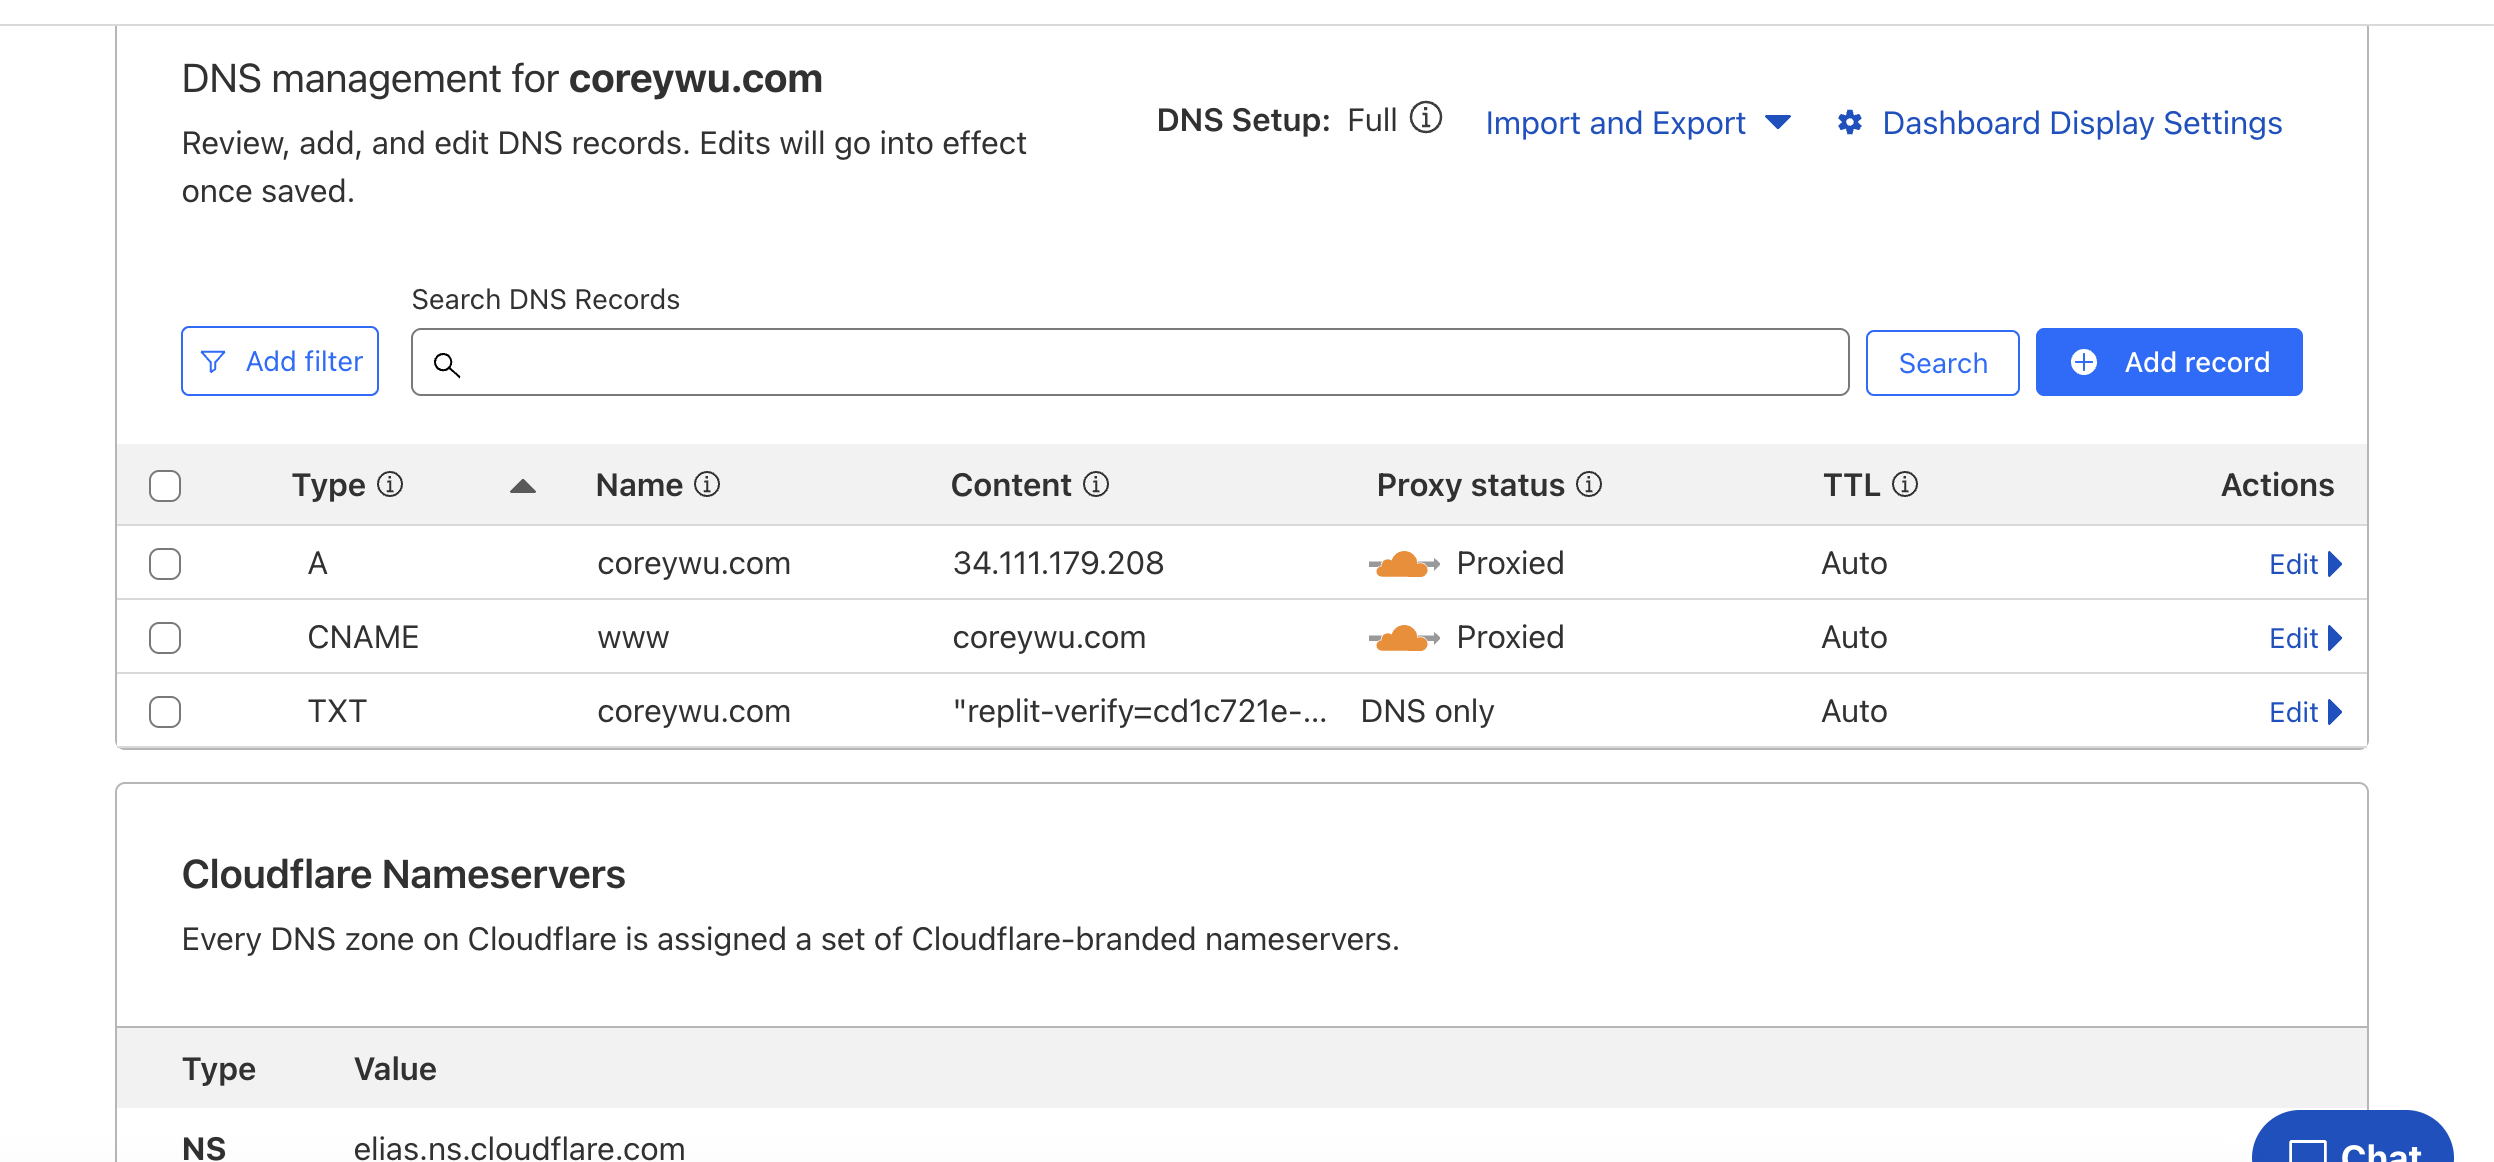 DNS management for coreywu.com
Review, add, and edit DNS records. Edits will go into effect
once saved.
DNS Setup: Full
Import and Export
Dashboard Display Settings
Search DNS Records
Add filter
Search
Add record
Type Name Content Proxy status TTL Actions
A coreywu.com 34.111.179.208 Proxied Auto Edit
CNAME www coreywu.com Proxied Auto Edit
TXT coreywu.com "replit-verify=cd1c721e-... DNS only Auto Edit
Cloudflare Nameservers
Every DNS zone on Cloudflare is assigned a set of Cloudflare-branded nameservers.
Type Value
NS elias.ns.cloudflare.com
Chat